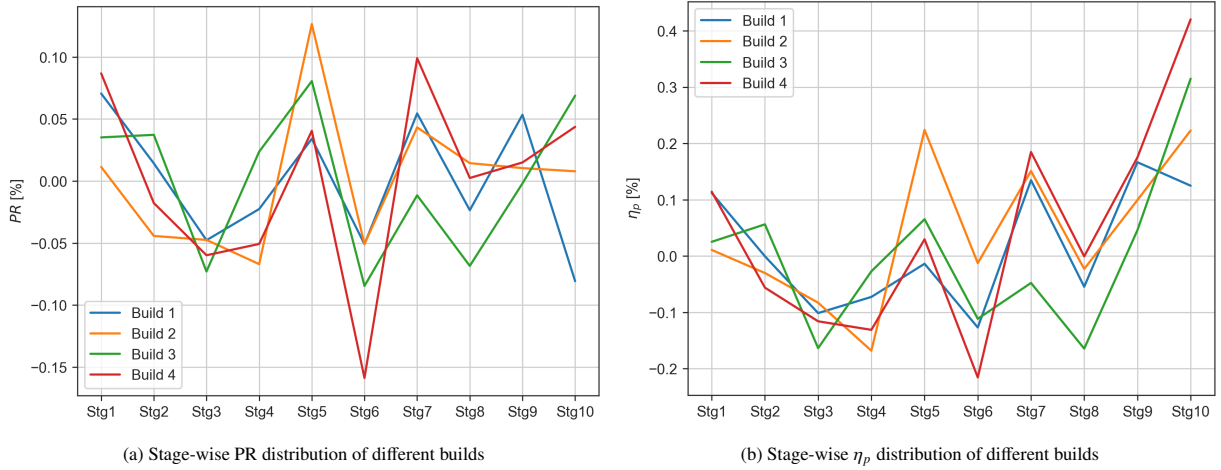 0.10
0.05
0.00
−0.05
−0.10
−0.15
PR [%]
Build 1
Build 2
Build 3
Build 4
Stg1 Stg2 Stg3 Stg4 Stg5 Stg6 Stg7 Stg8 Stg9 Stg10
(a) Stage-wise PR distribution of different builds
0.4
0.3
0.2
0.1
0.0
−0.1
−0.2
ηp [%]
Build 1
Build 2
Build 3
Build 4
Stg1 Stg2 Stg3 Stg4 Stg5 Stg6 Stg7 Stg8 Stg9 Stg10
(b) Stage-wise ηp distribution of different builds